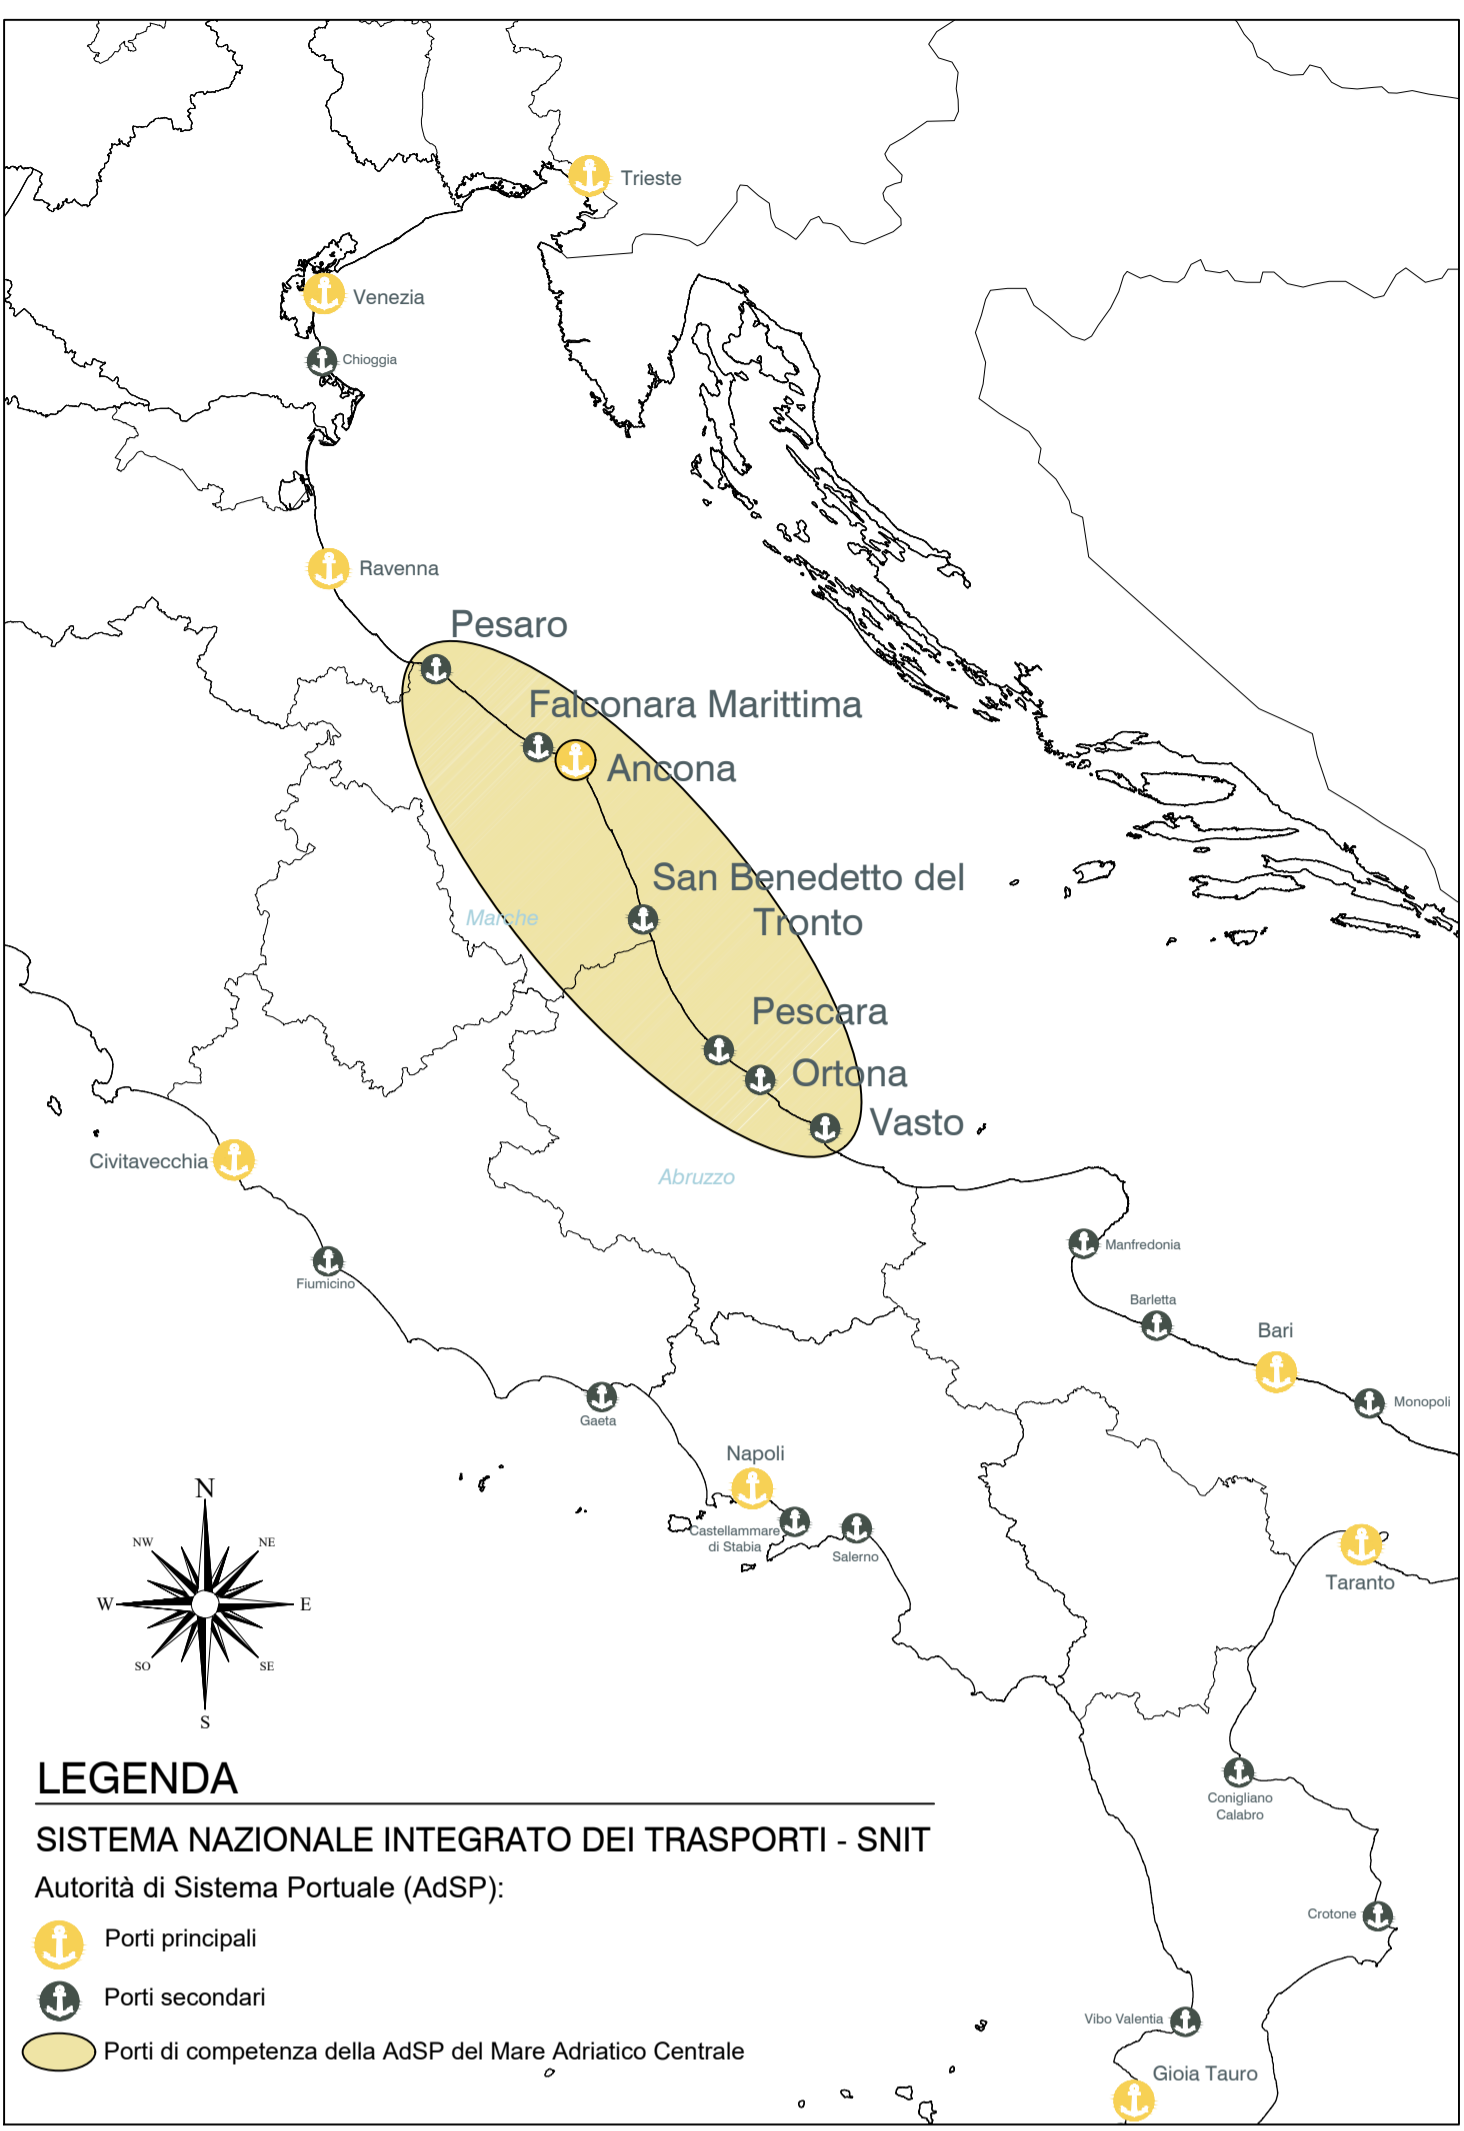 Trieste
Venezia
Chioggia
Ravenna
Pesaro
Falconara Marittima
Ancona
San Benedetto del
Tronto
Marche
Pescara
Ortona
Vasto
Civitavecchia
Abruzzo
Manfredonia
Fiumicino
Barletta
Bari
Monopoli
Gaeta
Napoli
Castellammare
di Stabia
Salerno
Taranto
N
NW
NE
W
E
SO
SE
S
Conigliano
Calabro
Crotone
Vibo Valentia
Gioia Tauro
LEGENDA
SISTEMA NAZIONALE INTEGRATO DEI TRASPORTI - SNIT
Autorità di Sistema Portuale (AdSP):
Porti principali
Porti secondari
Porti di competenza della AdSP del Mare Adriatico Centrale